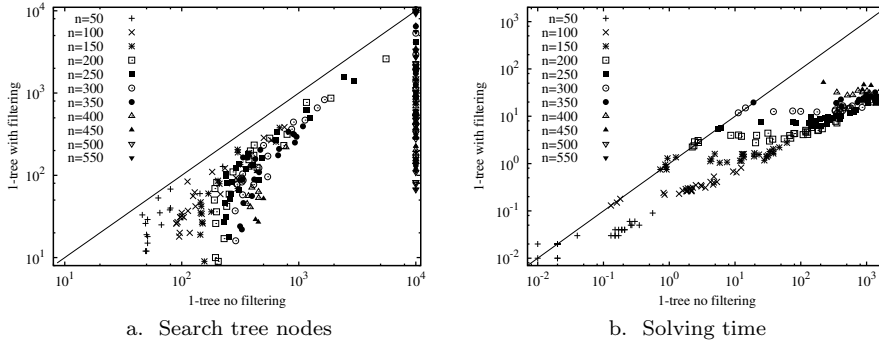 10^4
10^3
10^2
10^1
1-tree with filtering
n=50
n=100
n=150
n=200
n=250
n=300
n=350
n=400
n=450
n=500
n=550
10^1
10^2
10^3
10^4
1-tree no filtering
a. Search tree nodes
10^3
10^2
10^1
10^0
10^-1
10^-2
1-tree with filtering
n=50
n=100
n=150
n=200
n=250
n=300
n=350
n=400
n=450
n=500
n=550
10^-2
10^-1
10^0
10^1
10^2
10^3
1-tree no filtering
b. Solving time